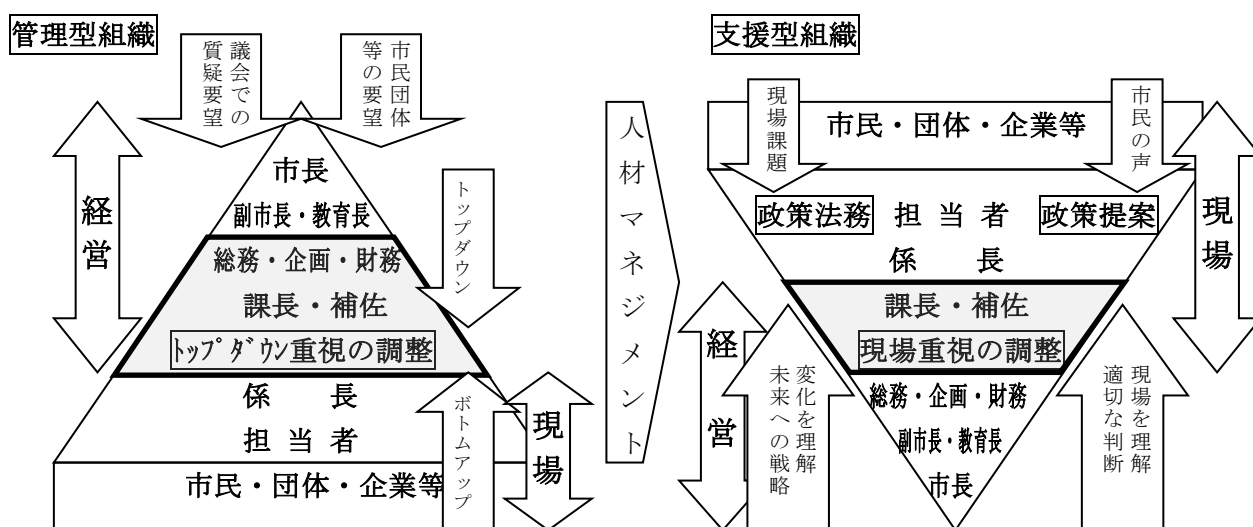 管理型組織
議会での
質疑要望
市民団体
等の要望
経営
市長
副市長・教育長
総務・企画・財務
課長・補佐
トップダウン重視の調整
係長
担当者
市民・団体・企業等
トップダウン
ボトムアップ
現場
人材マネジメント
支援型組織
現場課題
市民の声
市民・団体・企業等
政策法務
担当者
政策提案
係長
課長・補佐
現場重視の調整
総務・企画・財務
副市長・教育長
市長
経営
変化を理解
未来への戦略
現場を理解
適切な判断
現場